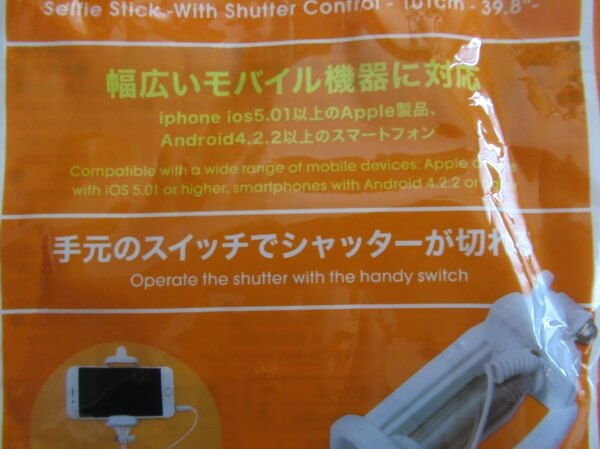 Selfie Stick -With Shutter Control - 101cm - 39.8"-
幅広いモバイル機器に対応
iphone ios5.01以上のApple製品、
Android4.2.2以上のスマートフォン
Compatible with a wide range of mobile devices: Apple
with iOS 5.01 or higher, smartphones with Android 4.2.2 or
手元のスイッチでシャッターが切れ
Operate the shutter with the handy switch